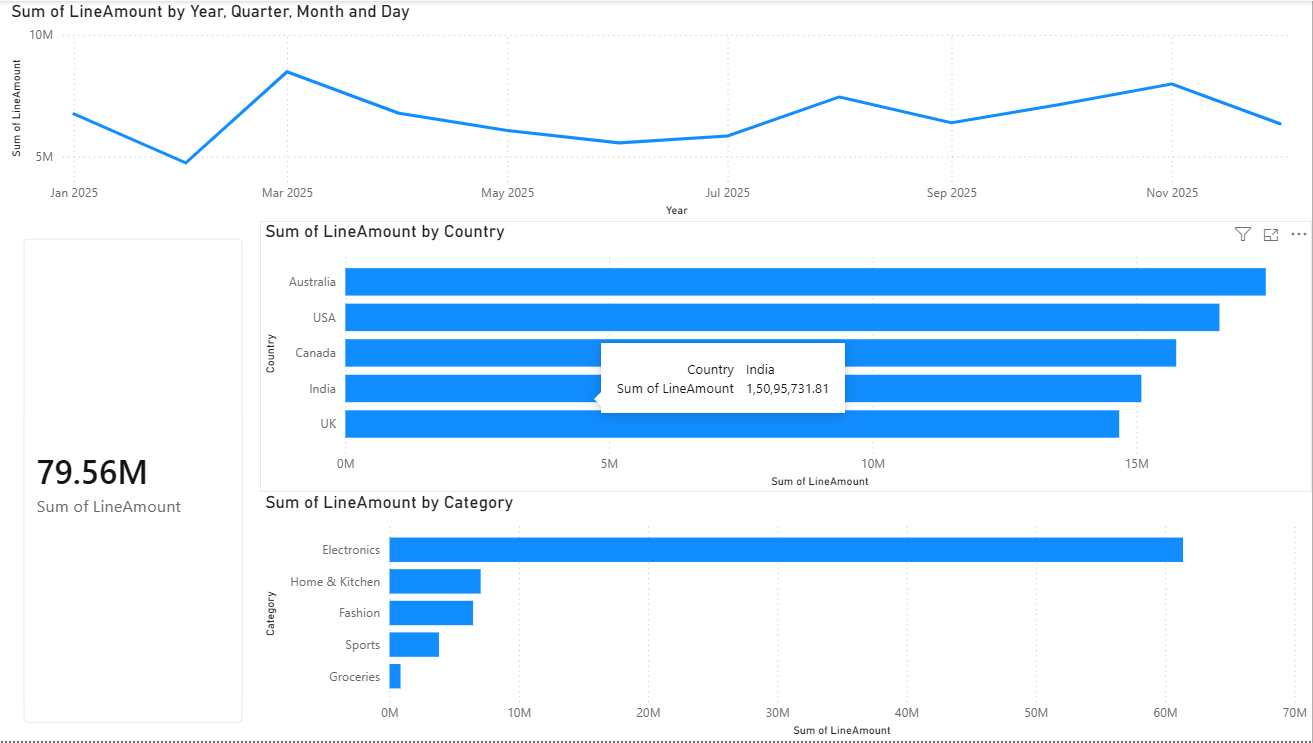 Sum of LineAmount by Year, Quarter, Month and Day
10M
5M
Sum of LineAmount
Jan 2025 Mar 2025 May 2025 Jul 2025 Sep 2025 Nov 2025
Year
79.56M
Sum of LineAmount
Sum of LineAmount by Country
Country
Australia
USA
Canada
India
UK
Country India
Sum of LineAmount 1,50,95,731.81
0M 5M 10M 15M
Sum of LineAmount
Sum of LineAmount by Category
Category
Electronics
Home & Kitchen
Fashion
Sports
Groceries
0M 10M 20M 30M 40M 50M 60M 70M
Sum of LineAmount